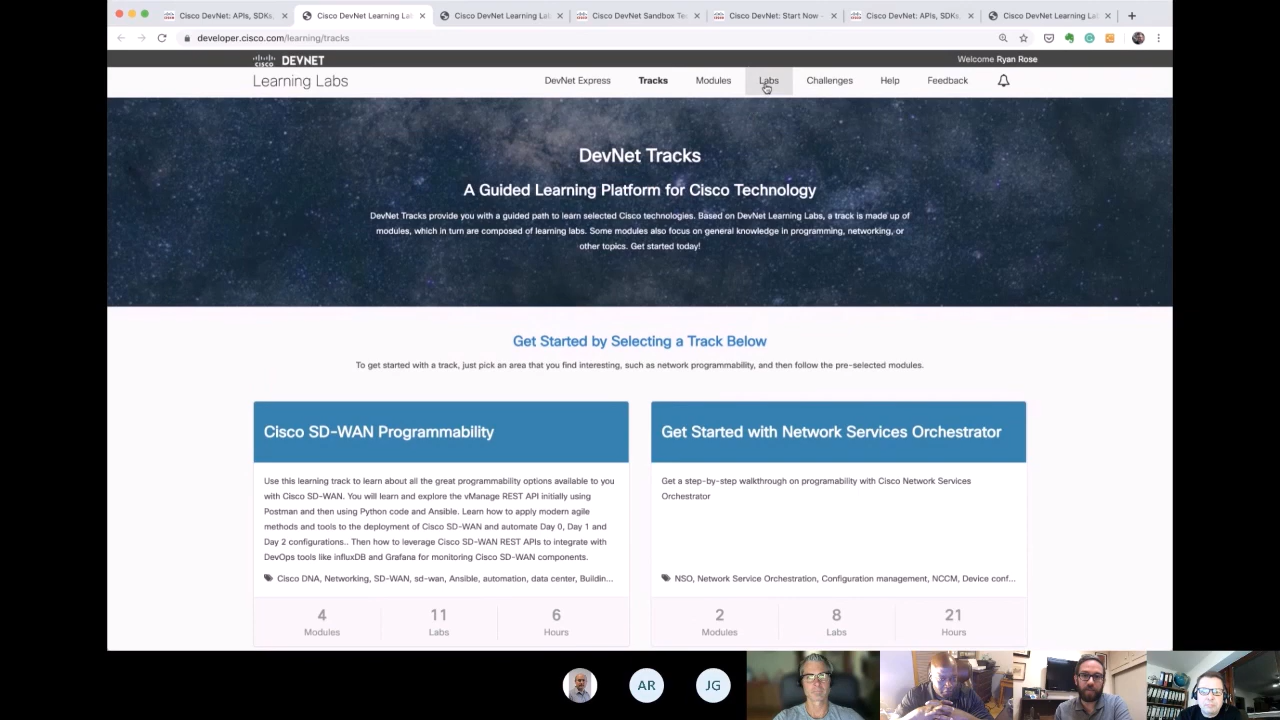 Cisco DevNet: APIs, SDKs,
Cisco DevNet Learning Lab
Cisco DevNet Learning Lab
Cisco DevNet Sandbox Te
Cisco DevNet: Start Now -
Cisco DevNet: APIs, SDKs,
Cisco DevNet Learning Lab
developer.cisco.com/learning/tracks
CISCO DEVNET
Welcome Ryan Rose
Learning Labs
DevNet Express
Tracks
Modules
Labs
Challenges
Help
Feedback
DevNet Tracks
A Guided Learning Platform for Cisco Technology
DevNet Tracks provide you with a guided path to learn selected Cisco technologies. Based on DevNet Learning Labs, a track is made up of
modules, which in turn are composed of learning labs. Some modules also focus on general knowledge in programming, networking, or
other topics. Get started today!
Get Started by Selecting a Track Below
To get started with a track, just pick an area that you find interesting, such as network programmability, and then follow the pre-selected modules.
Cisco SD-WAN Programmability
Use this learning track to learn about all the great programmability options available to you
with Cisco SD-WAN. You will learn and explore the vManage REST API initially using
Postman and then using Python code and Ansible. Learn how to apply modern agile
methods and tools to the deployment of Cisco SD-WAN and automate Day 0, Day 1 and
Day 2 configurations.. Then how to leverage Cisco SD-WAN REST APIs to integrate with
DevOps tools like influxDB and Grafana for monitoring Cisco SD-WAN components.
Cisco DNA, Networking, SD-WAN, sd-wan, Ansible, automation, data center, Buildin...
4
11
6
Modules
Labs
Hours
Get Started with Network Services Orchestrator
Get a step-by-step walkthrough on programability with Cisco Network Services
Orchestrator
NSO, Network Service Orchestration, Configuration management, NCCM, Device conf...
2
8
21
Modules
Labs
Hours
AR
JG